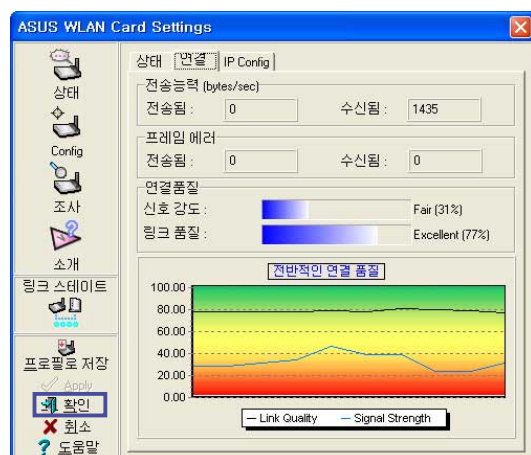 ASUS WLAN Card Settings
상태
Config
조사
소개
링크 스테이트
프로필로 저장
Apply
확인
취소
도움말
상태 연결 IP Config
전송능력 (bytes/sec)
전송됨 : 0 수신됨 : 1435
프레임 에러
전송됨 : 0 수신됨 : 0
연결품질
신호 강도 : Fair (31%)
링크 품질 : Excellent (77%)
전반적인 연결 품질
100.00
80.00
60.00
40.00
20.00
0.00
Link Quality Signal Strength